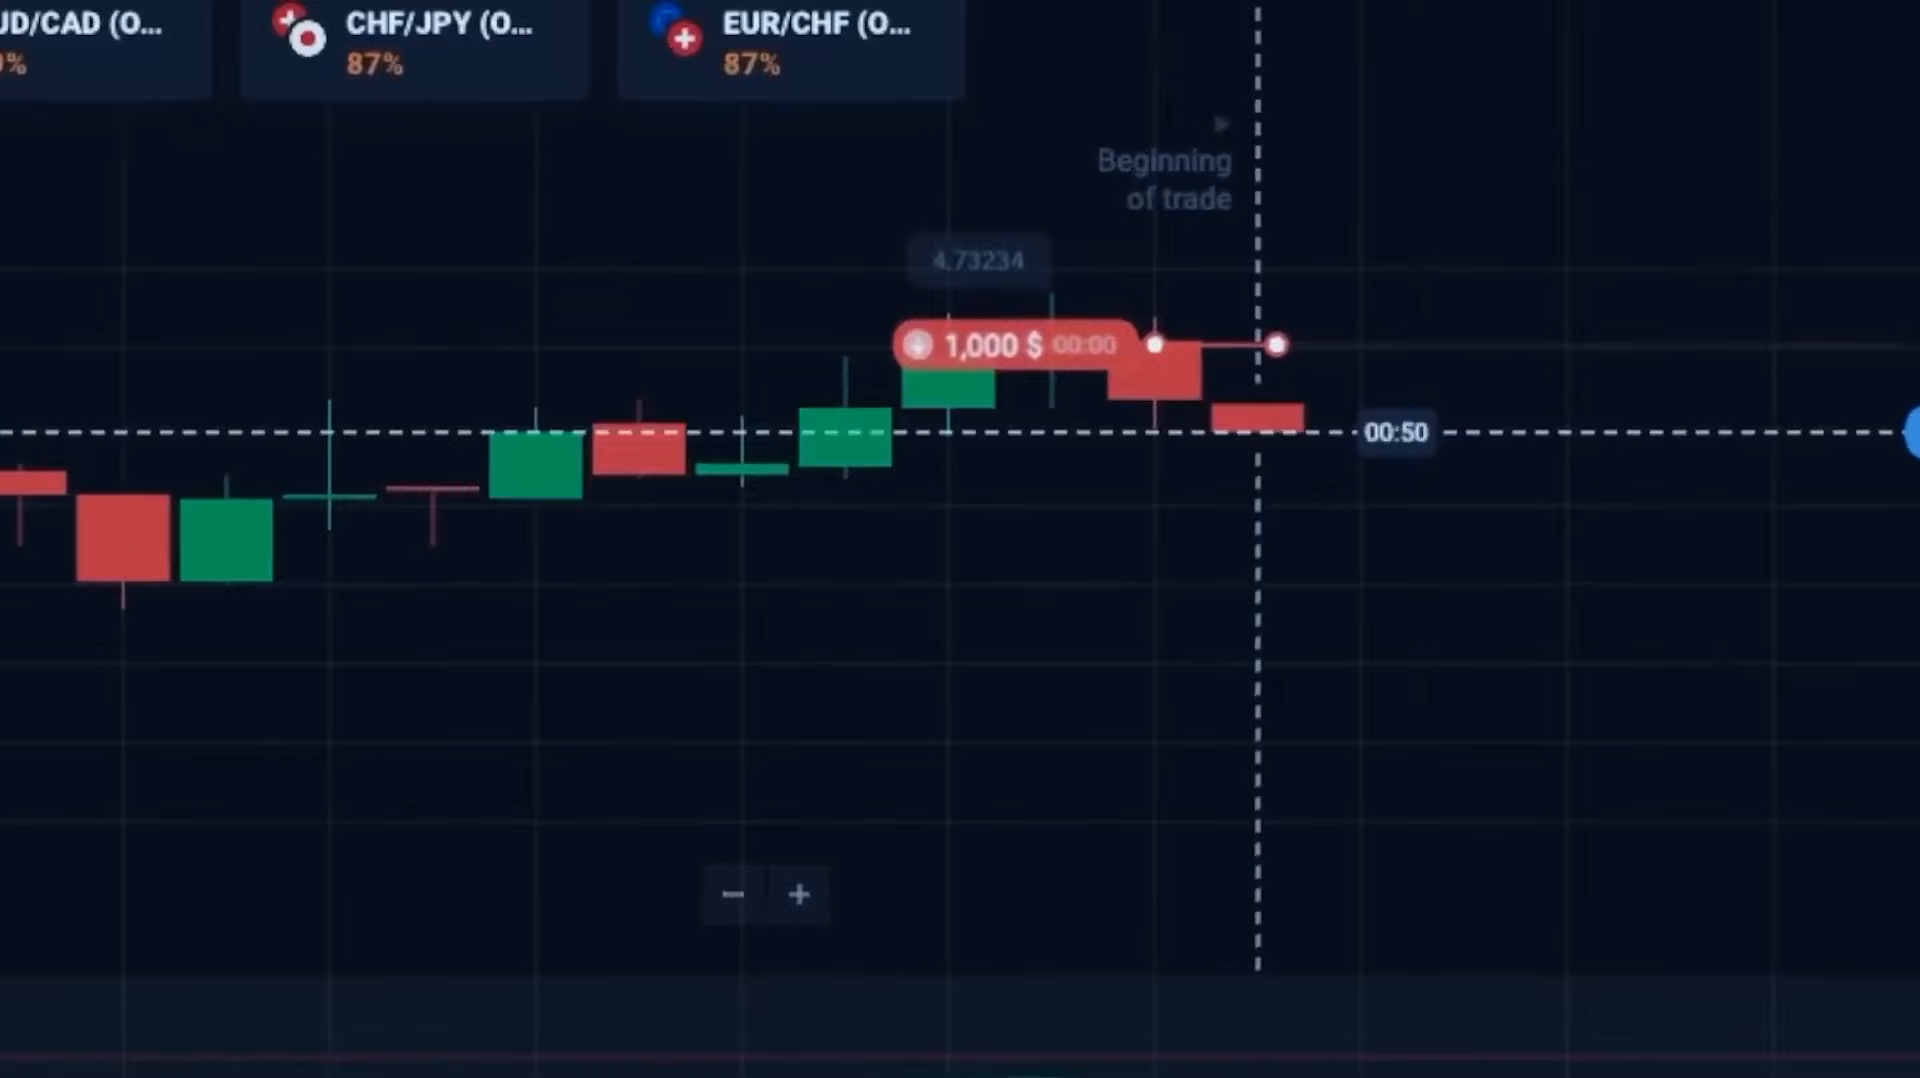 JD/CAD (O...
CHF/JPY (O...
EUR/CHF (O...
%
87%
87%
Beginning
of trade
4.73234
1,000 $ 00:00
00:50